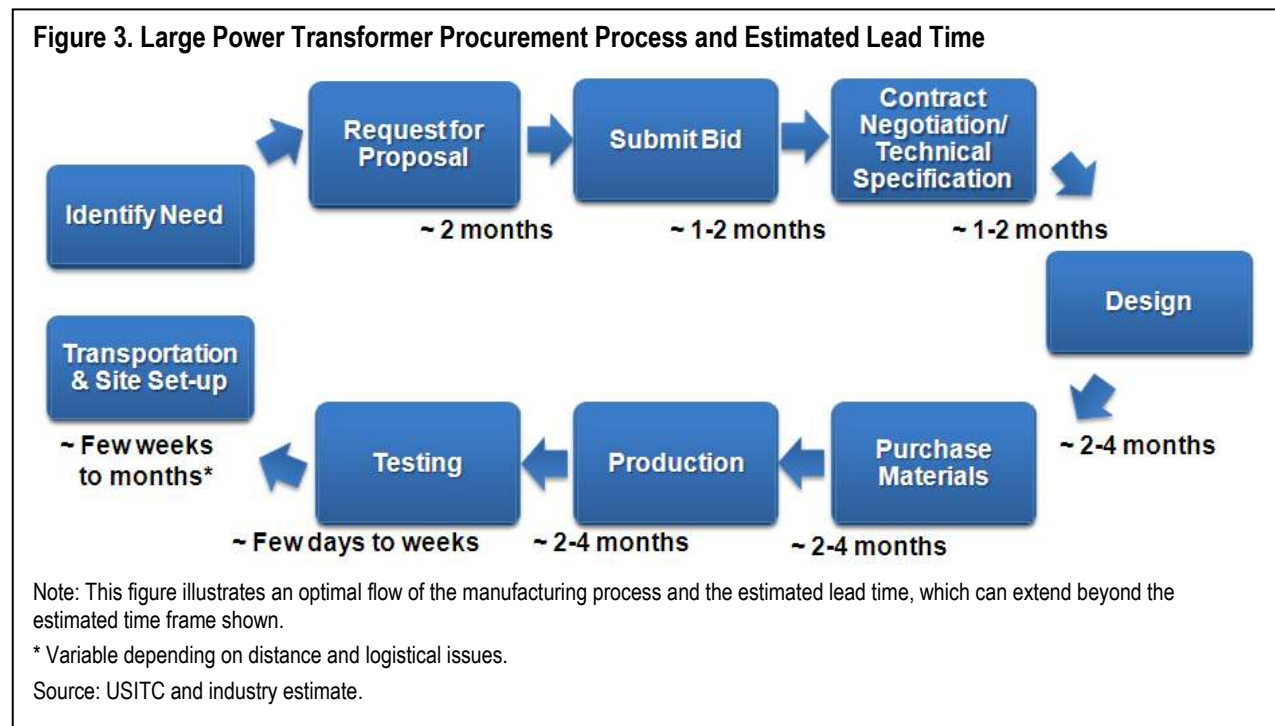 Figure 3. Large Power Transformer Procurement Process and Estimated Lead Time
Identify Need
Request for
Proposal
~ 2 months
Submit Bid
~ 1-2 months
Contract
Negotiation/
Technical
Specification
~ 1-2 months
Design
~ 2-4 months
Purchase
Materials
~ 2-4 months
Production
~ 2-4 months
Testing
~ Few days to weeks
Transportation
& Site Set-up
~ Few weeks
to months*
Note: This figure illustrates an optimal flow of the manufacturing process and the estimated lead time, which can extend beyond the
estimated time frame shown.
* Variable depending on distance and logistical issues.
Source: USITC and industry estimate.